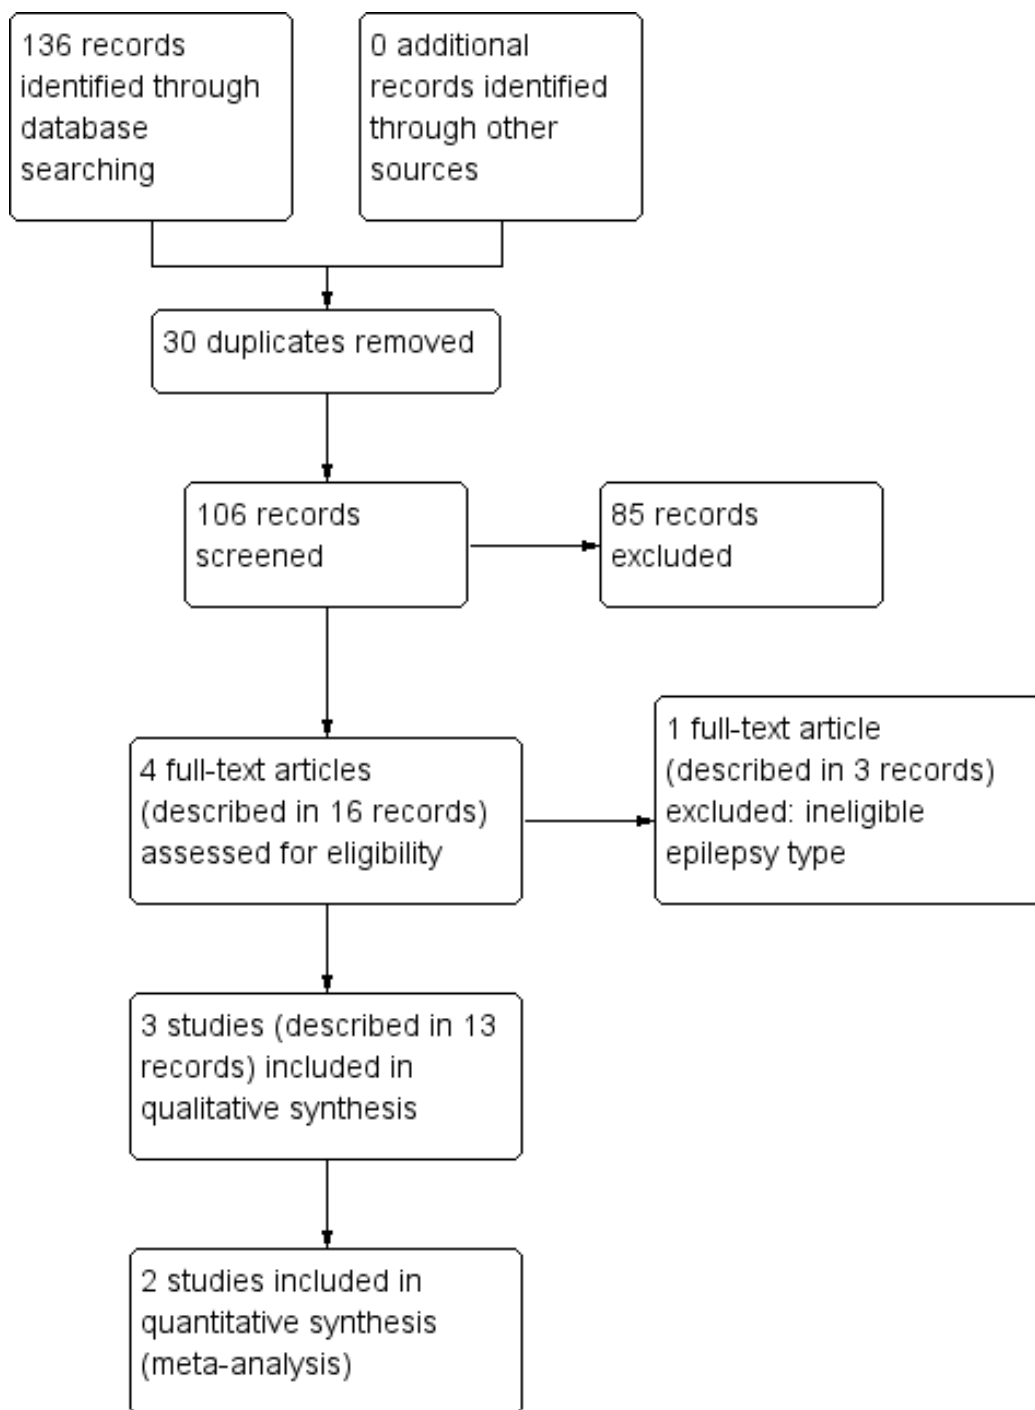 136 records
identified through
database
searching
0 additional
records identified
through other
sources
30 duplicates removed
106 records
screened
85 records
excluded
4 full-text articles
(described in 16 records)
assessed for eligibility
1 full-text article
(described in 3 records)
excluded: ineligible
epilepsy type
3 studies (described in 13
records) included in
qualitative synthesis
2 studies included in
quantitative synthesis
(meta-analysis)